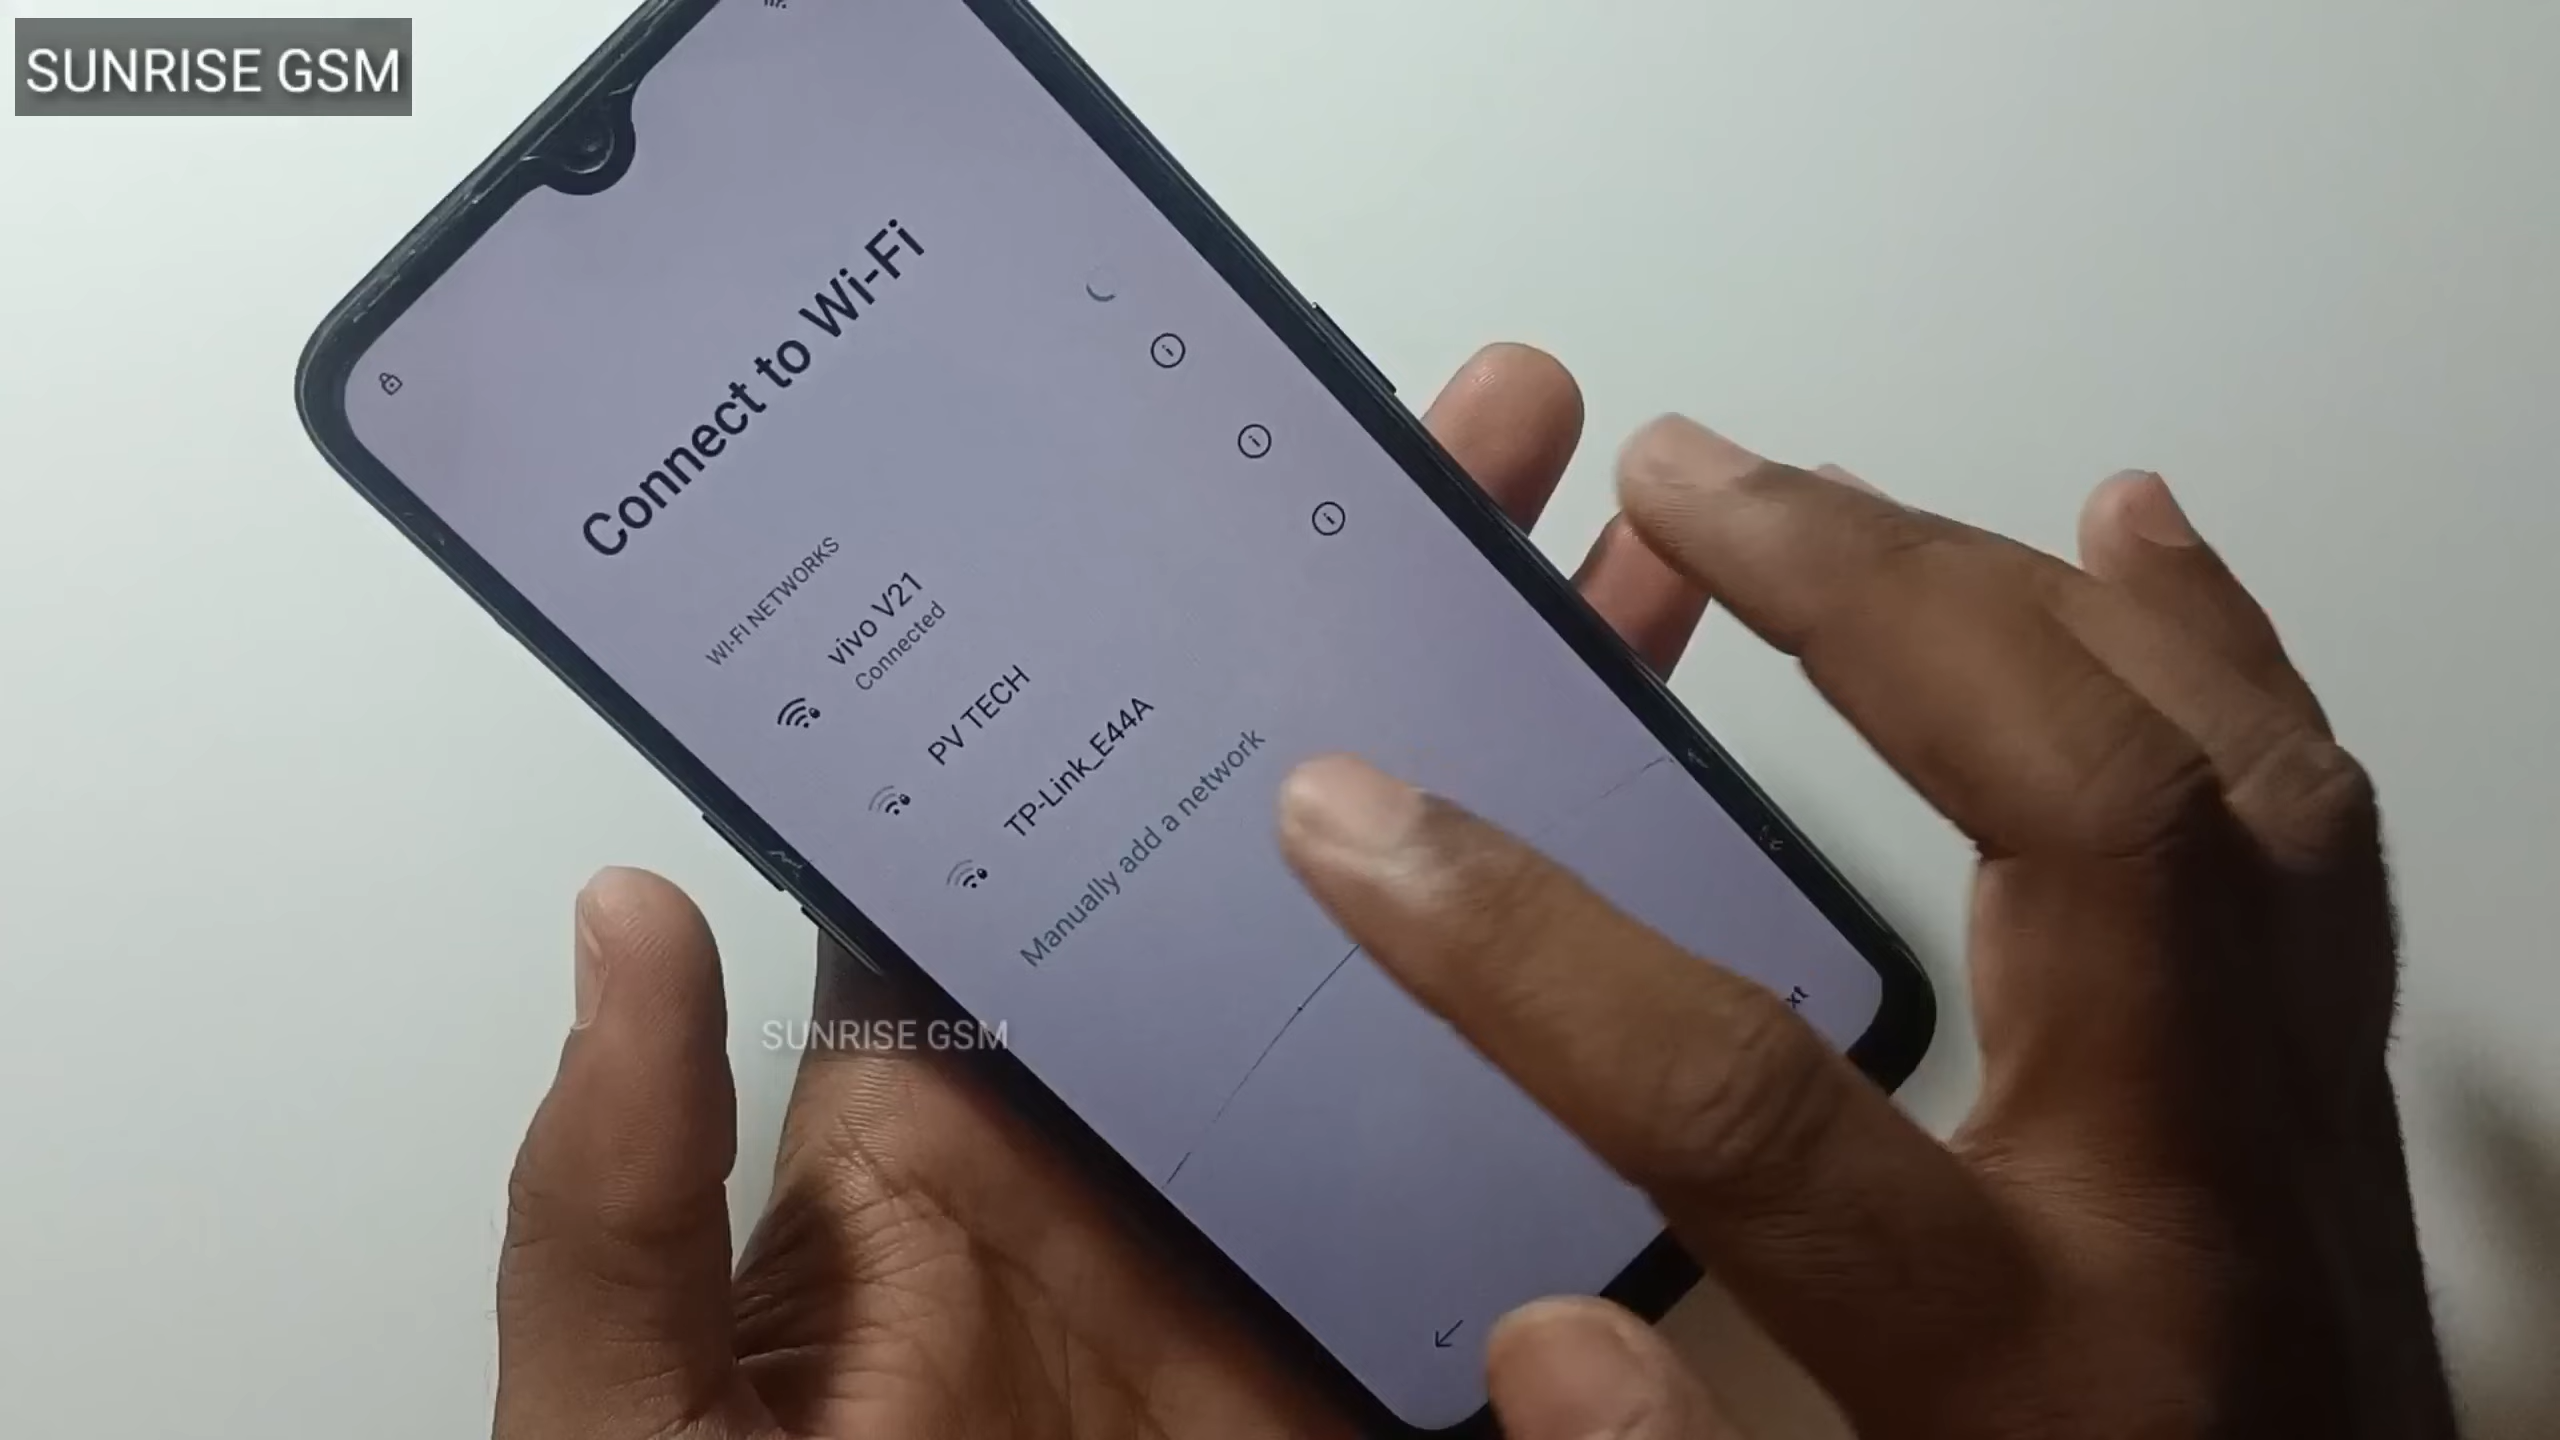 SUNRISE GSM
Connect to Wi-Fi
WI-FI NETWORKS
vivo V21
Connected
PV TECH
TP-Link_E44A
Manually add a network
xt
SUNRISE GSM